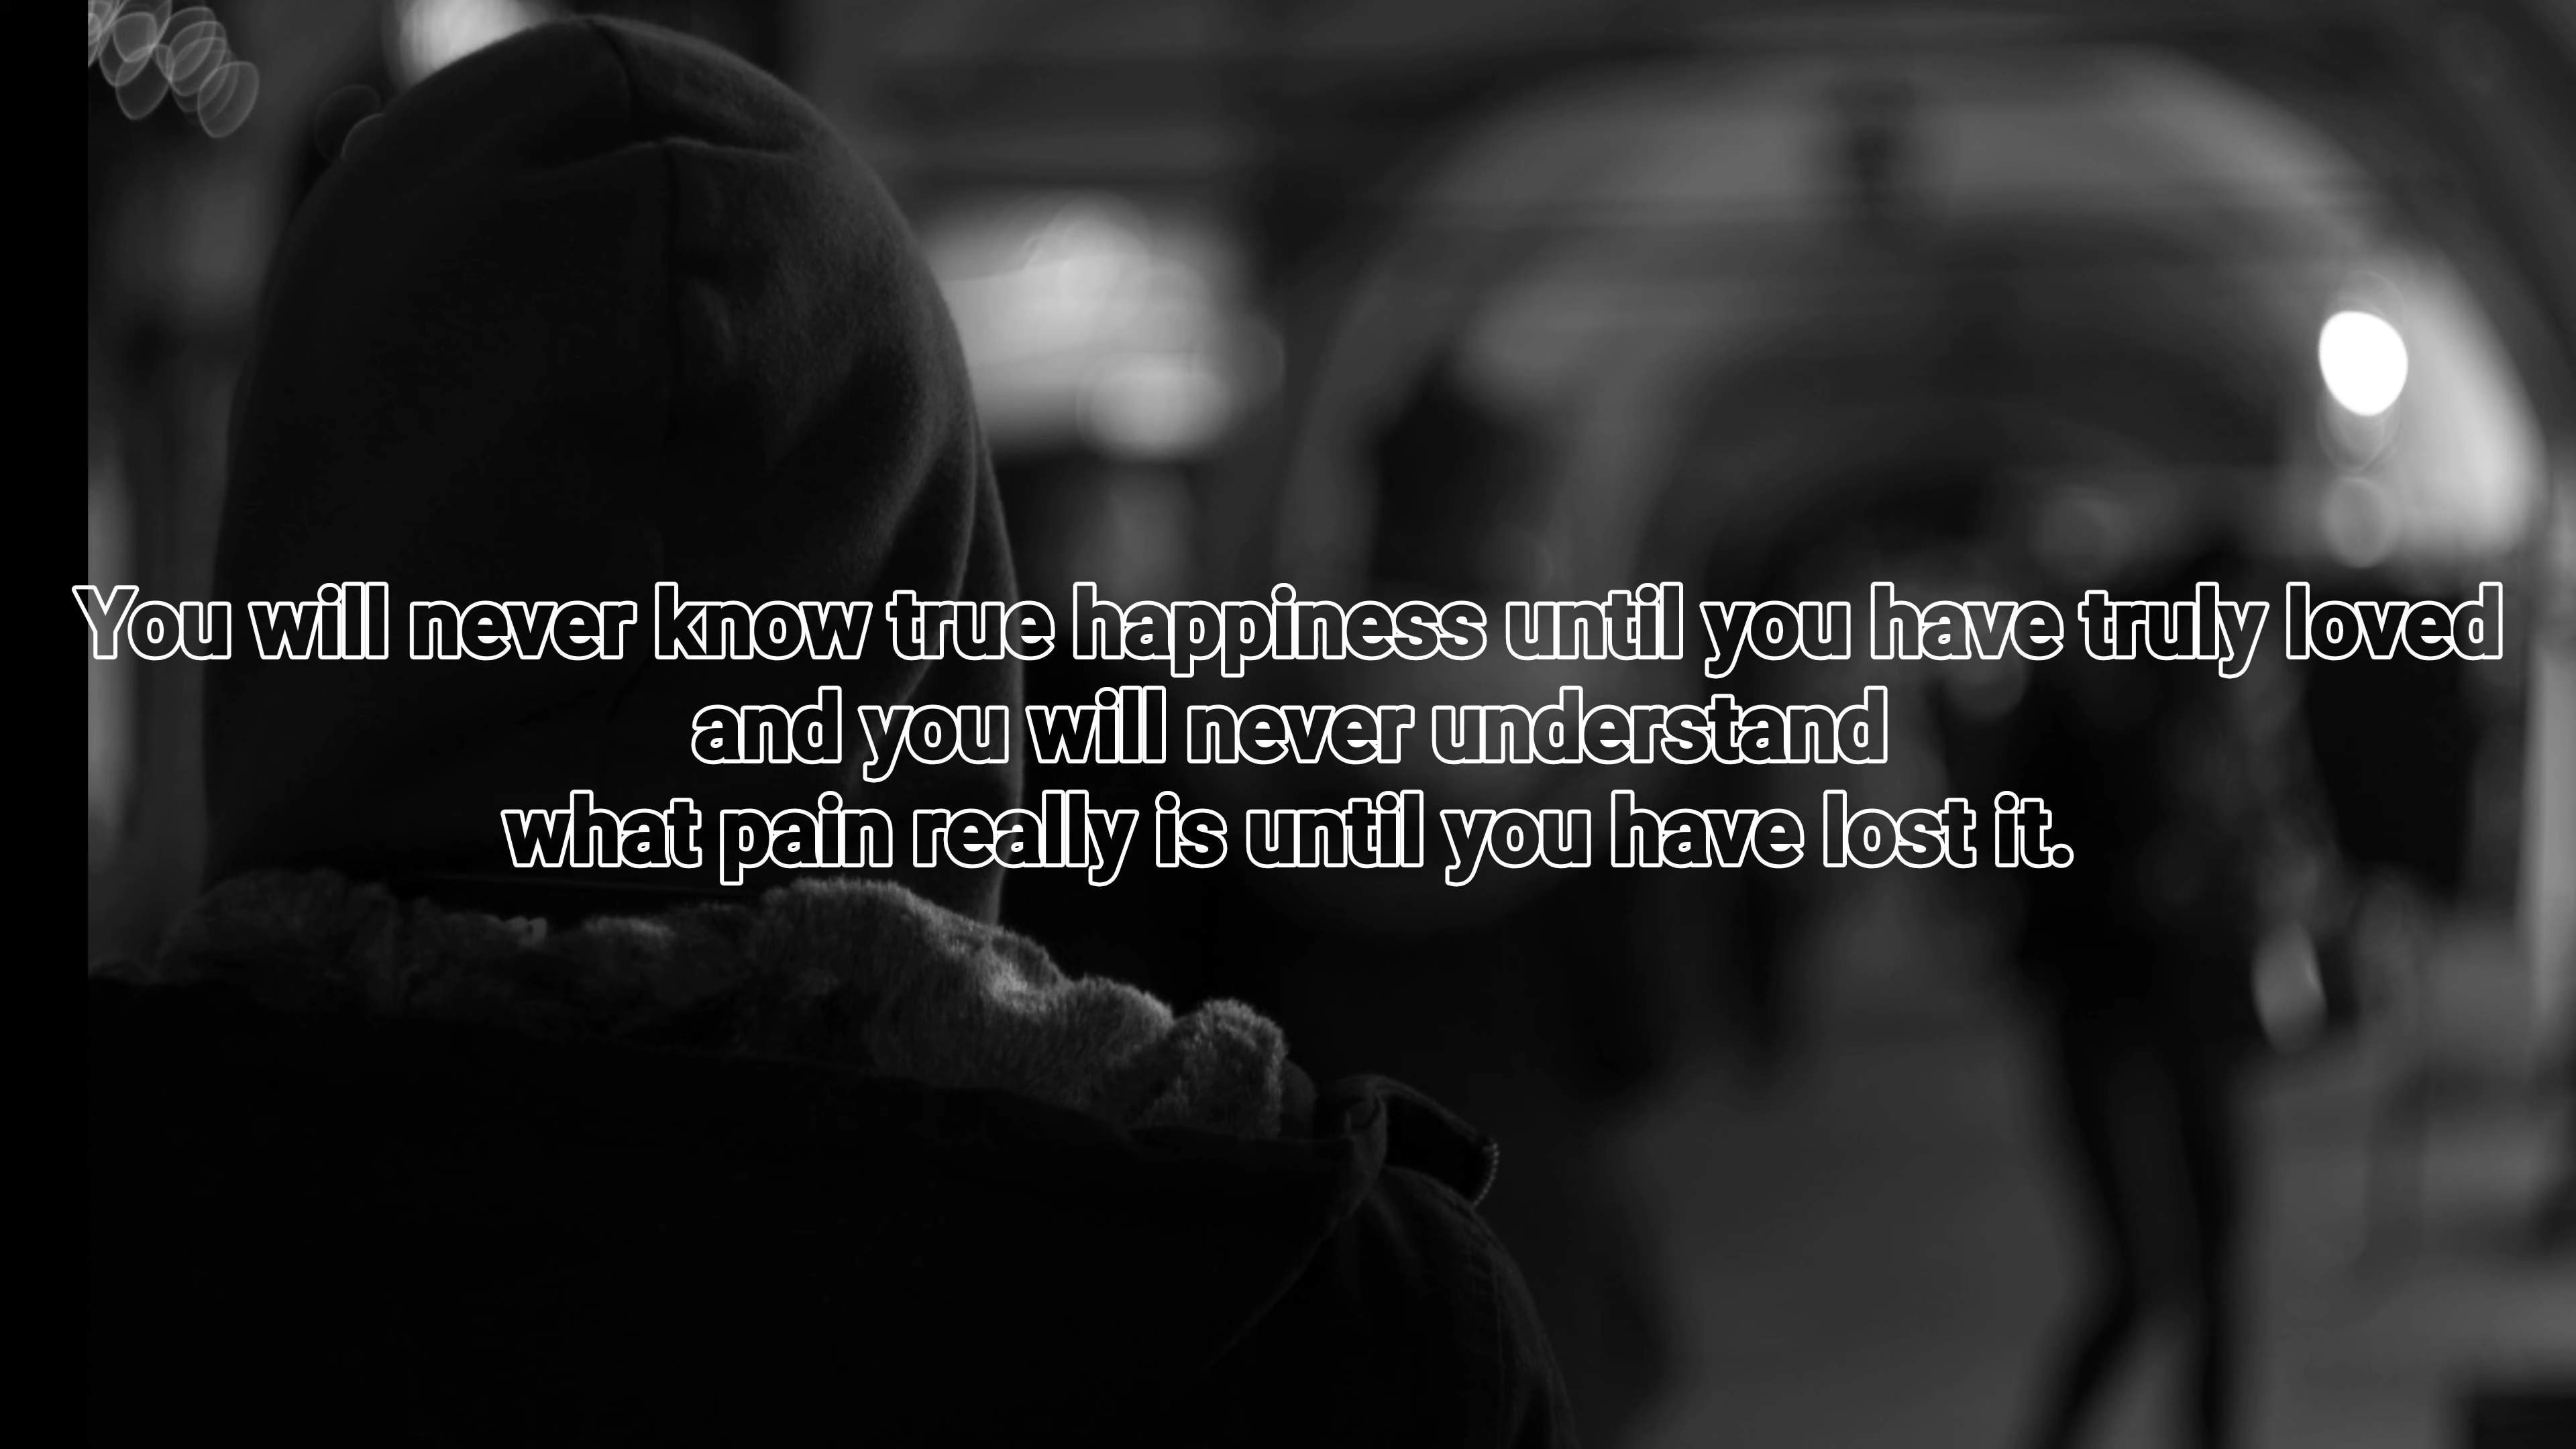 You will never know true happiness until you have truly loved
and you will never understand
what pain really is until you have lost it.